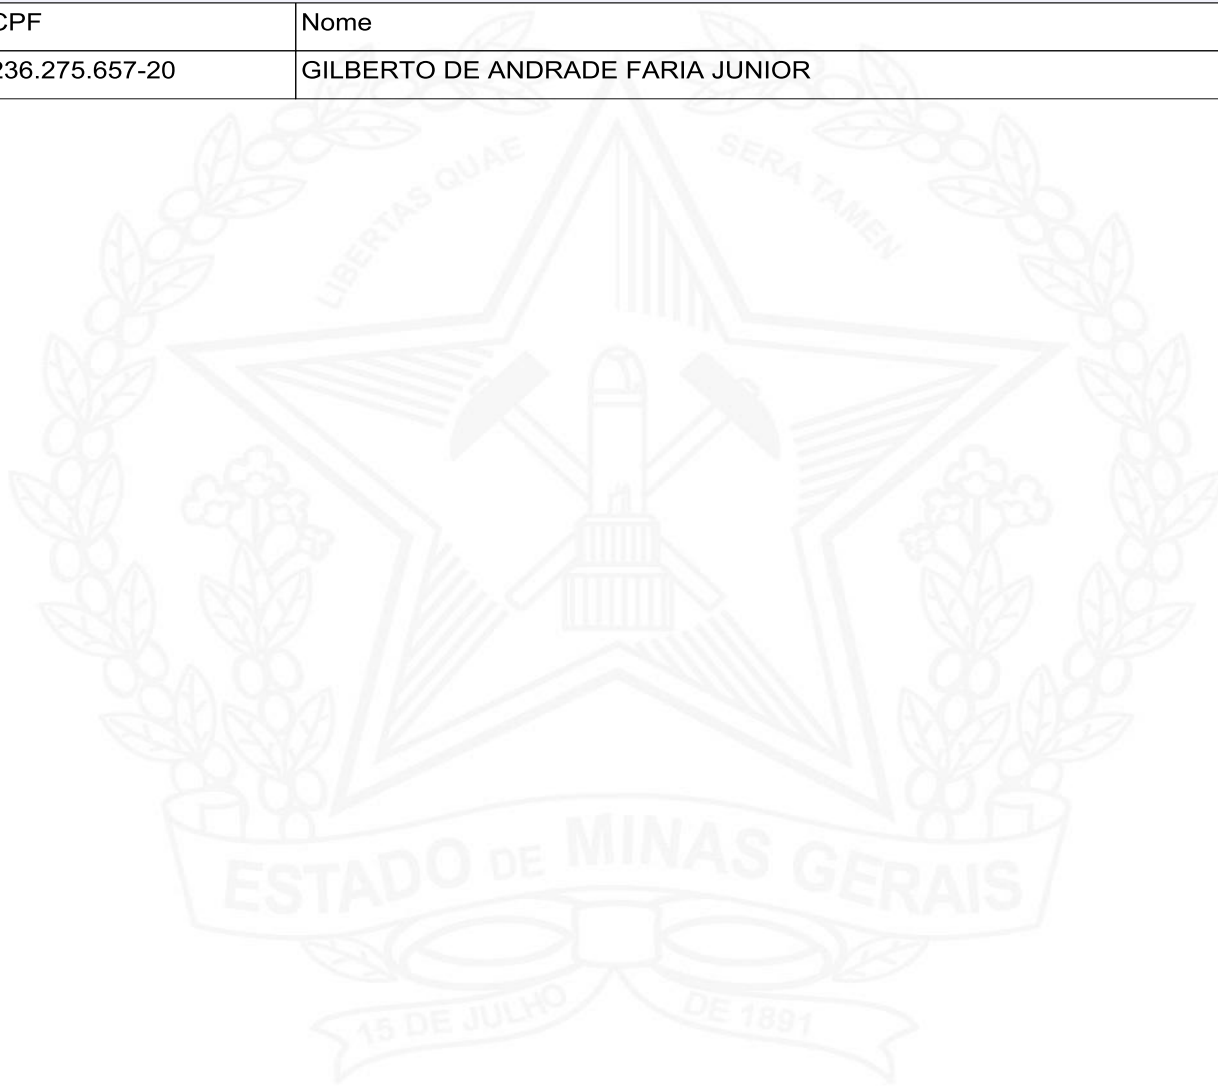 CPF Nome
236.275.657-20 GILBERTO DE ANDRADE FARIA JUNIOR
LIBERTAS QUAE SERA TAMEN
ESTADO DE MINAS GERAIS
15 DE JULHO DE 1891